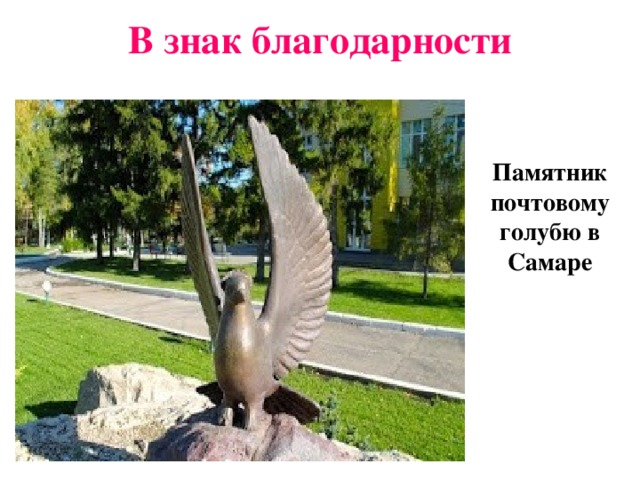 В знак благодарности
Памятник
почтовому
голубю в
Самаре